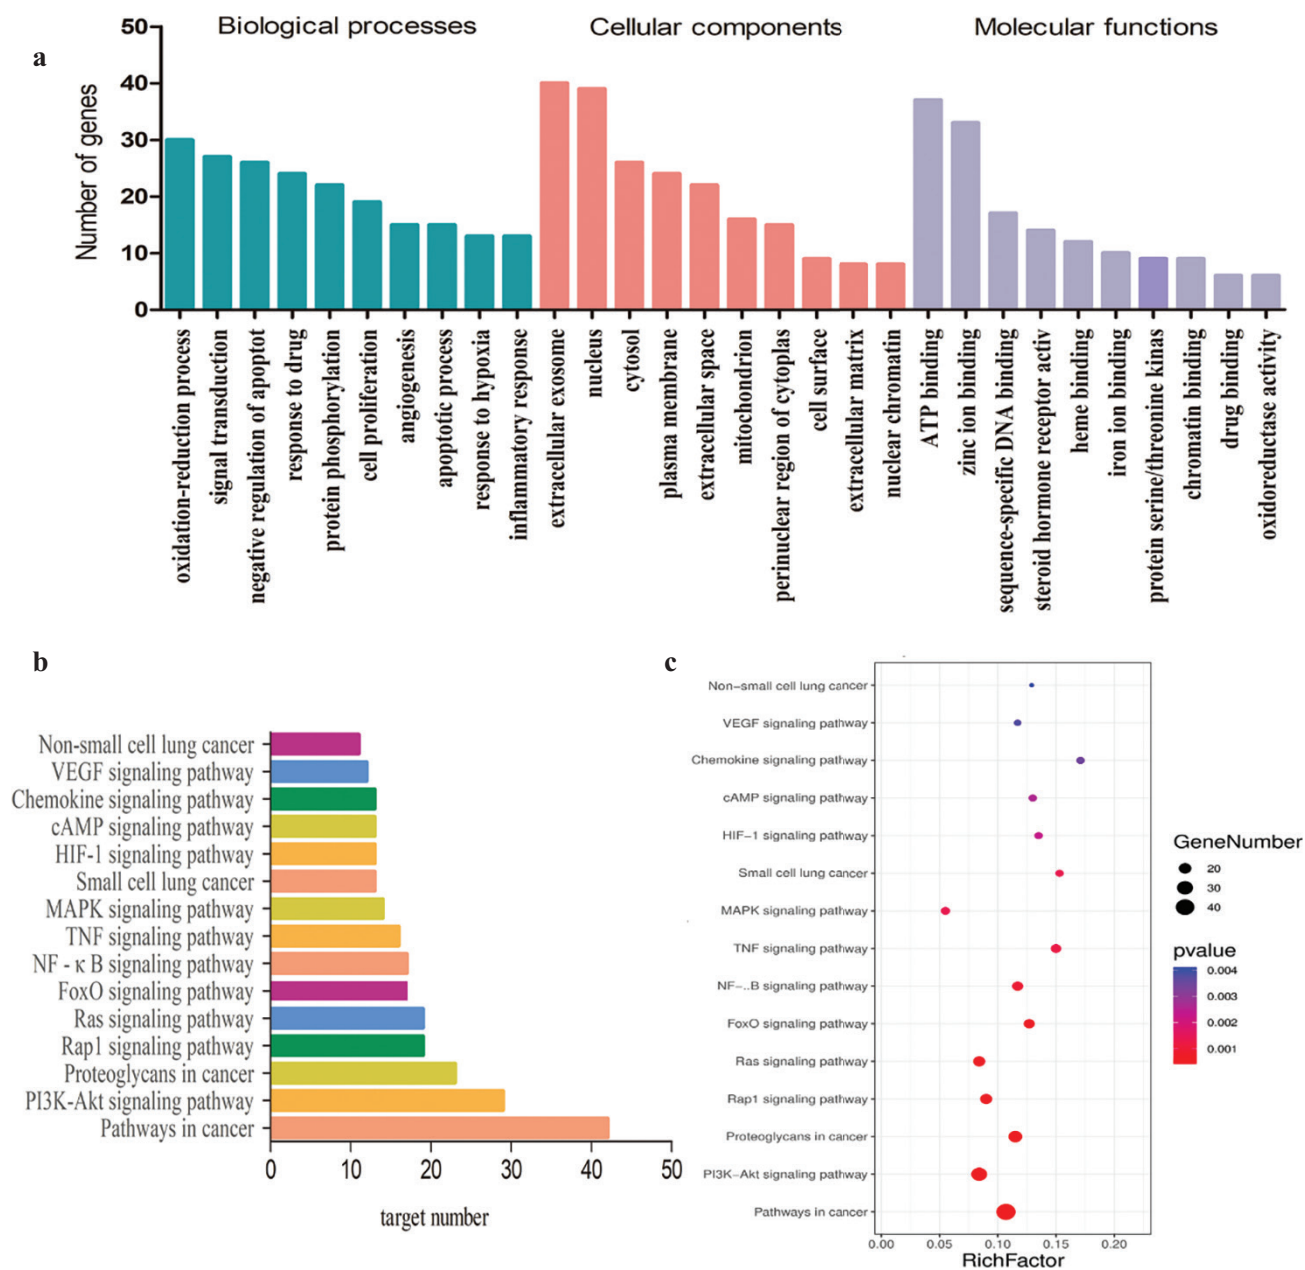 a
Biological processes
Cellular components
Molecular functions
Number of genes
50
40
30
20
10
0
oxidation-reduction process
signal transduction
negative regulation of apoptot
response to drug
protein phosphorylation
cell proliferation
angiogenesis
apoptotic process
response to hypoxia
inflammatory response
extracellular exosome
nucleus
cytosol
plasma membrane
extracellular space
mitochondrion
perinuclear region of cytoplas
cell surface
extracellular matrix
nuclear chromatin
ATP binding
zinc ion binding
sequence-specific DNA binding
steroid hormone receptor activ
heme binding
iron ion binding
protein serine/threonine kinas
chromatin binding
drug binding
oxidoreductase activity
b
Non-small cell lung cancer
VEGF signaling pathway
Chemokine signaling pathway
cAMP signaling pathway
HIF-1 signaling pathway
Small cell lung cancer
MAPK signaling pathway
TNF signaling pathway
NF - κ B signaling pathway
FoxO signaling pathway
Ras signaling pathway
Rap1 signaling pathway
Proteoglycans in cancer
PI3K-Akt signaling pathway
Pathways in cancer
0 10 20 30 40 50
target number
c
Non-small cell lung cancer
VEGF signaling pathway
Chemokine signaling pathway
cAMP signaling pathway
HIF-1 signaling pathway
Small cell lung cancer
MAPK signaling pathway
TNF signaling pathway
NF-..B signaling pathway
FoxO signaling pathway
Ras signaling pathway
Rap1 signaling pathway
Proteoglycans in cancer
PI3K-Akt signaling pathway
Pathways in cancer
0.00 0.05 0.10 0.15 0.20
RichFactor
GeneNumber
20
30
40
pvalue
0.004
0.003
0.002
0.001